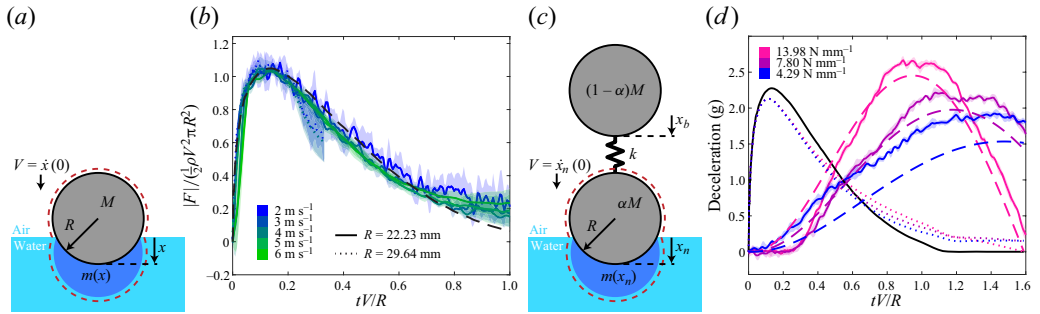 (a)
V = ẋ (0)
M
R
Air
Water
x
m(x)
(b)
|F|/(½ρV²πR²)
1.2
1.0
0.8
0.6
0.4
0.2
0
−0.2
2 m s⁻¹
3 m s⁻¹
4 m s⁻¹
5 m s⁻¹
6 m s⁻¹
R = 22.23 mm
R = 29.64 mm
0 0.2 0.4 0.6 0.8 1.0
tV/R
(c)
(1 − α)M
x_b
k
V = ẋ_n (0)
αM
R
Air
Water
x_n
m(x_n)
(d)
Deceleration (g)
2.5
2.0
1.5
1.0
0.5
0
13.98 N mm⁻¹
7.80 N mm⁻¹
4.29 N mm⁻¹
0 0.2 0.4 0.6 0.8 1.0 1.2 1.4 1.6
tV/R